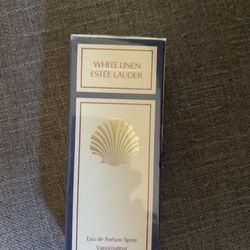 WHITE LINEN
ESTĒE LAUDER
Eau de Parfum Spray
Vaporisateur